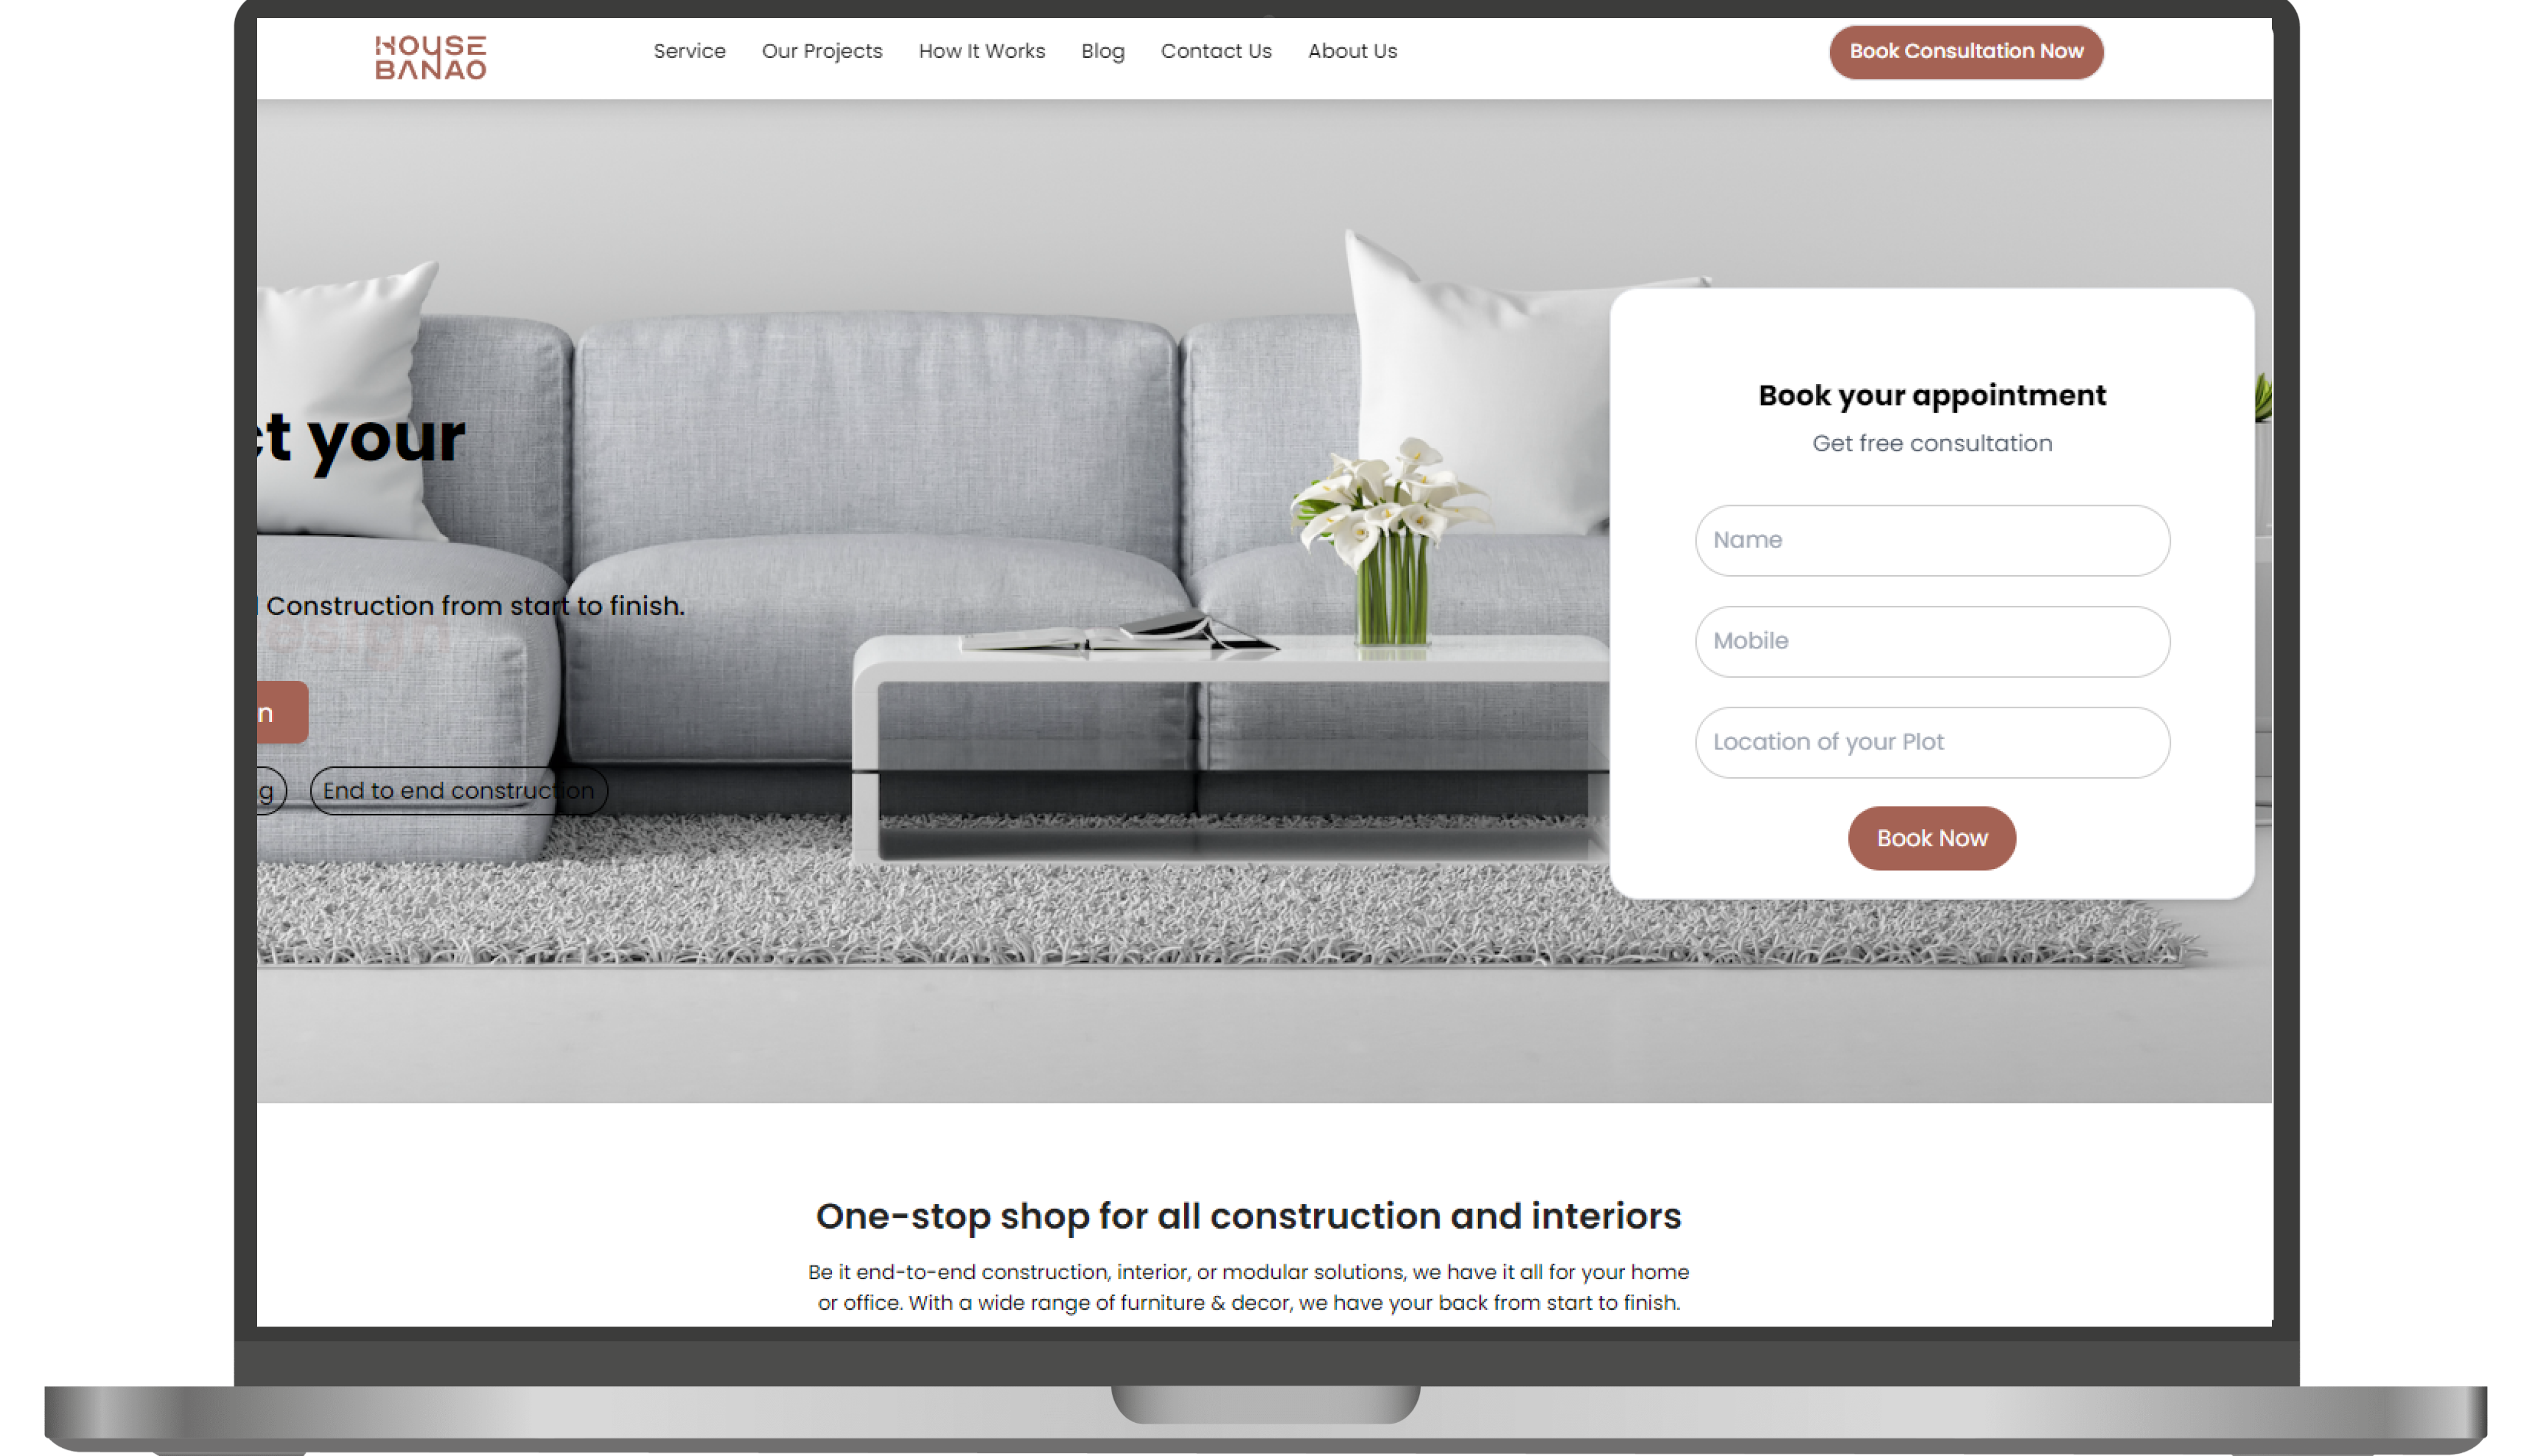 HOUSE
BANAO
Service Our Projects How It Works Blog Contact Us About Us
Book Consultation Now
your
Construction from start to finish.
End to end construction
Book your appointment
Get free consultation
Name
Mobile
Location of your Plot
Book Now
One-stop shop for all construction and interiors
Be it end-to-end construction, interior, or modular solutions, we have it all for your home
or office. With a wide range of furniture & decor, we have your back from start to finish.